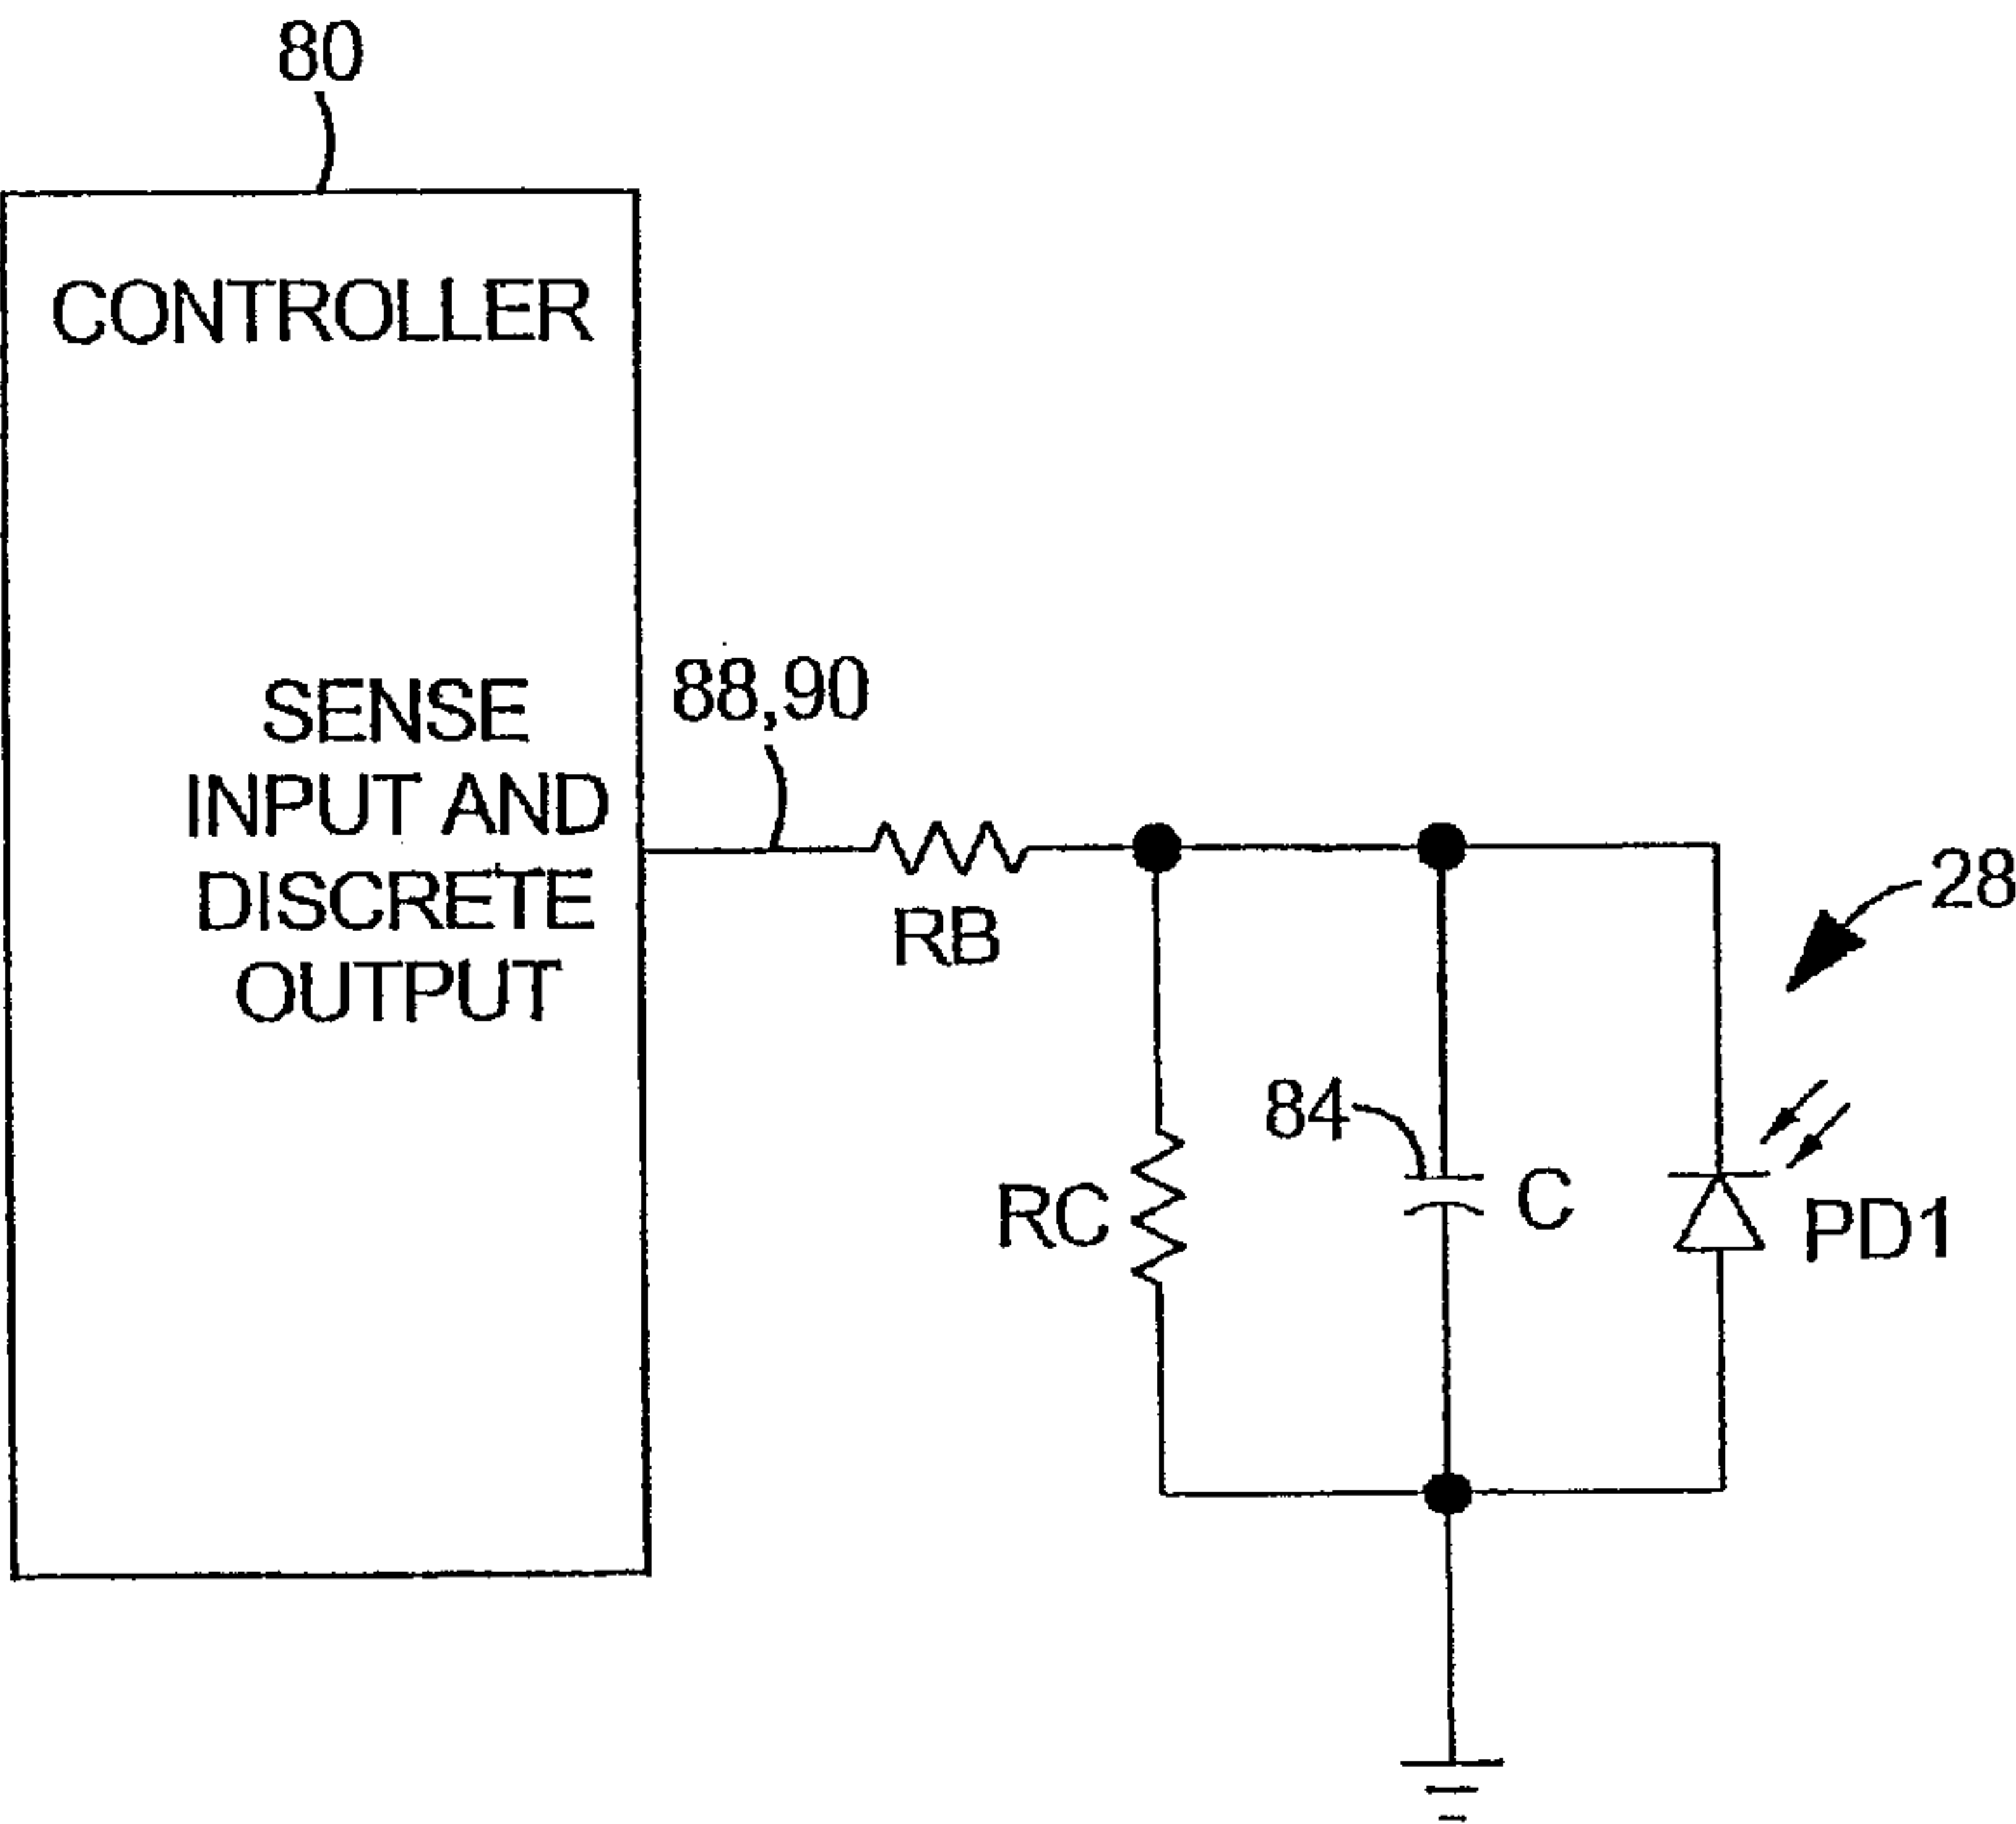 80
CONTROLLER
SENSE
INPUT AND
DISCRETE
OUTPUT
88,90
RB
28
84
RC
C
PD1